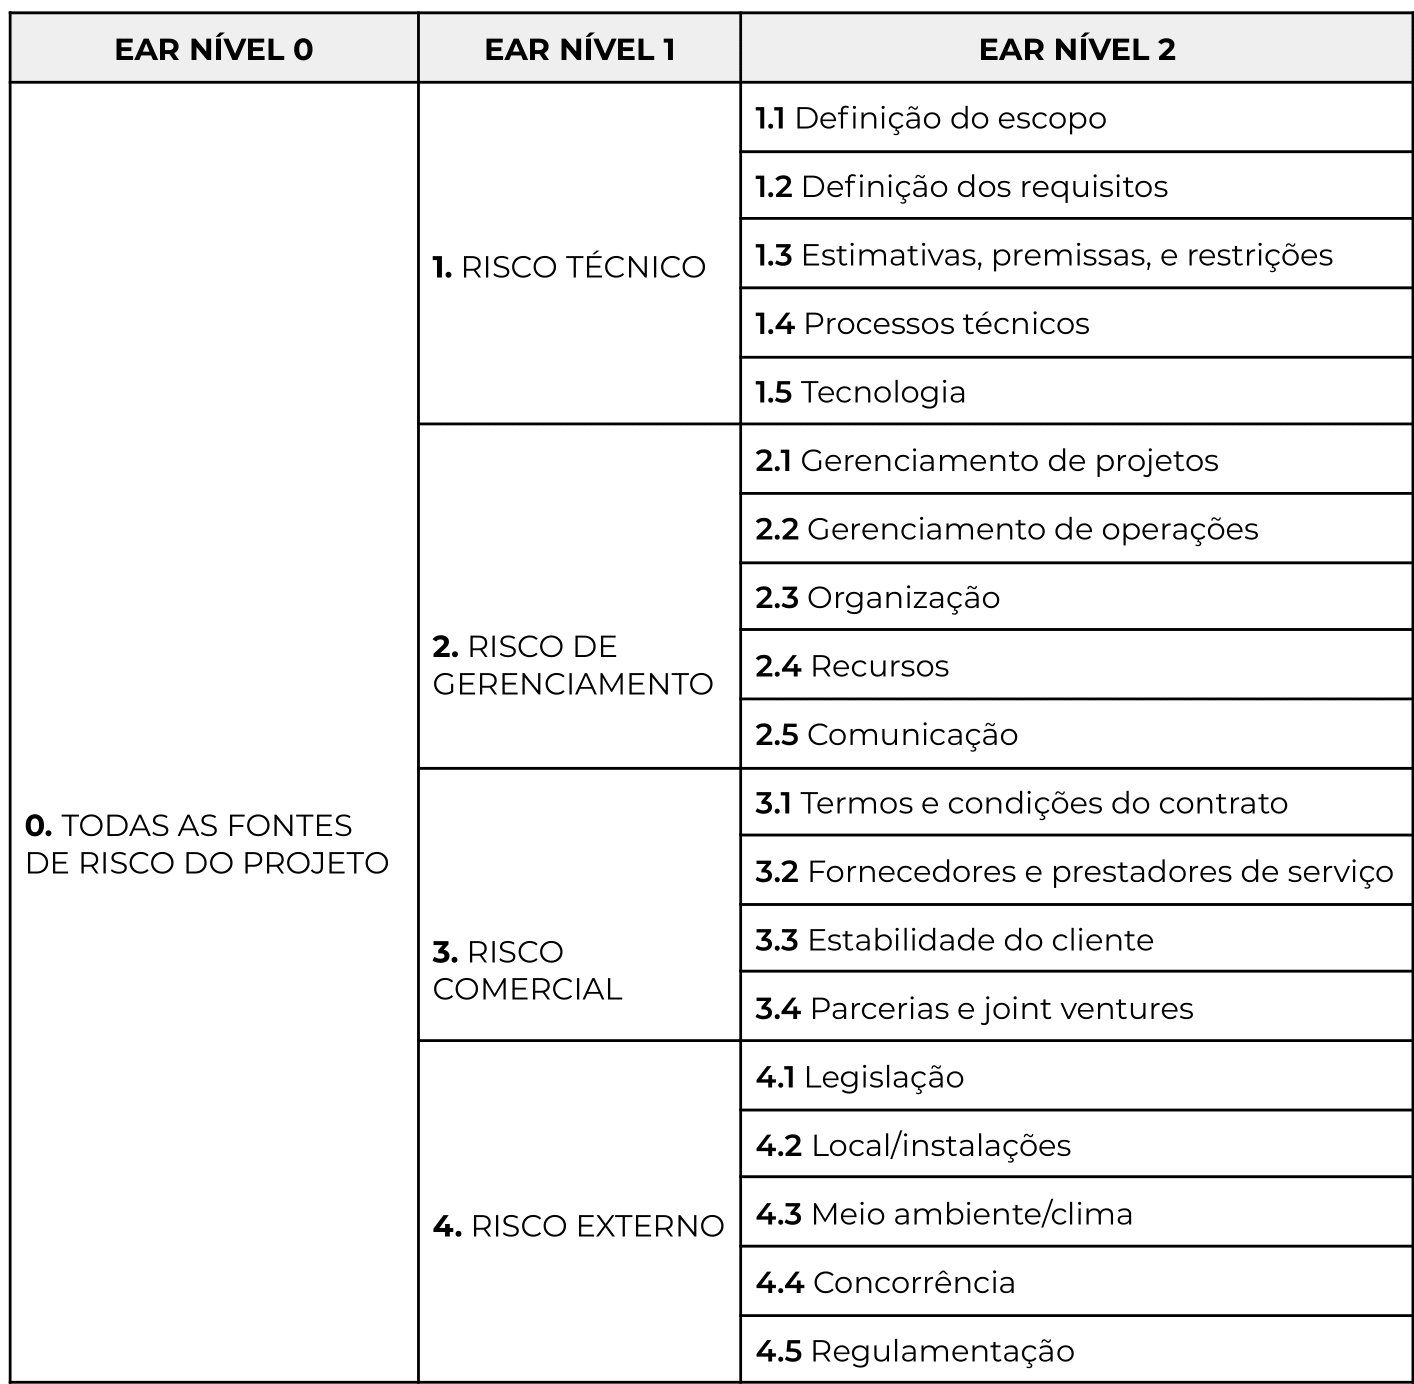 EAR NÍVEL 0
EAR NÍVEL 1
EAR NÍVEL 2
0. TODAS AS FONTES
DE RISCO DO PROJETO
1. RISCO TÉCNICO
1.1 Definição do escopo
1.2 Definição dos requisitos
1.3 Estimativas, premissas, e restrições
1.4 Processos técnicos
1.5 Tecnologia
2. RISCO DE
GERENCIAMENTO
2.1 Gerenciamento de projetos
2.2 Gerenciamento de operações
2.3 Organização
2.4 Recursos
2.5 Comunicação
3. RISCO
COMERCIAL
3.1 Termos e condições do contrato
3.2 Fornecedores e prestadores de serviço
3.3 Estabilidade do cliente
3.4 Parcerias e joint ventures
4. RISCO EXTERNO
4.1 Legislação
4.2 Local/instalações
4.3 Meio ambiente/clima
4.4 Concorrência
4.5 Regulamentação